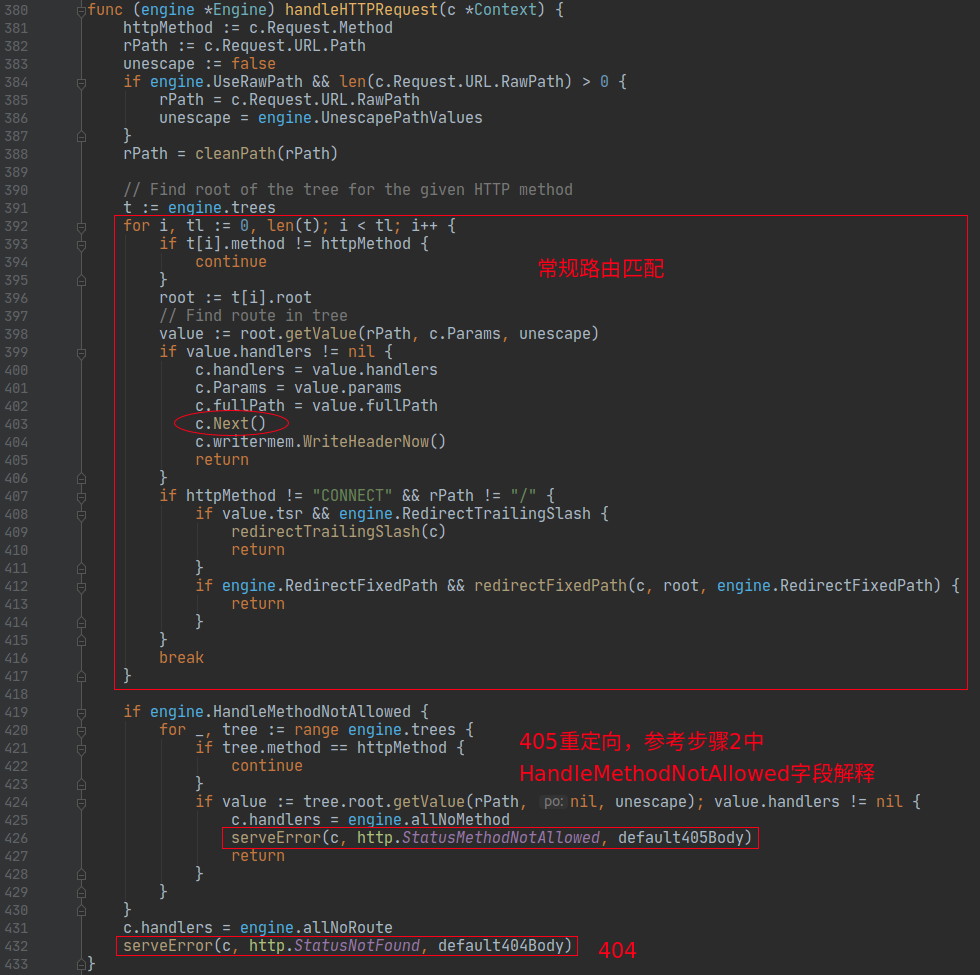 380 func (engine *Engine) handleHTTPRequest(c *Context) {
381 httpMethod := c.Request.Method
382 rPath := c.Request.URL.Path
383 unescape := false
384 if engine.UseRawPath && len(c.Request.URL.RawPath) > 0 {
385 rPath = c.Request.URL.RawPath
386 unescape = engine.UnescapePathValues
387 }
388 rPath = cleanPath(rPath)
389
390 // Find root of the tree for the given HTTP method
391 t := engine.trees
392 for i, tl := 0, len(t); i < tl; i++ {
393 if t[i].method != httpMethod {
394 continue
常规路由匹配
395 }
396 root := t[i].root
397 // Find route in tree
398 value := root.getValue(rPath, c.Params, unescape)
399 if value.handlers != nil {
400 c.handlers = value.handlers
401 c.Params = value.params
402 c.fullPath = value.fullPath
403 c.Next()
404 c.writermem.WriteHeaderNow()
405 return
406 }
407 if httpMethod != "CONNECT" && rPath != "/" {
408 if value.tsr && engine.RedirectTrailingSlash {
409 redirectTrailingSlash(c)
410 return
411 }
412 if engine.RedirectFixedPath && redirectFixedPath(c, root, engine.RedirectFixedPath) {
413 return
414 }
415 }
416 break
417 }
418
419 if engine.HandleMethodNotAllowed {
420 for _, tree := range engine.trees {
421 if tree.method == httpMethod {
405重定向，参考步骤2中
422 continue
HandleMethodNotAllowed字段解释
423 }
424 if value := tree.root.getValue(rPath, po: nil, unescape); value.handlers != nil {
425 c.handlers = engine.allNoMethod
426 serveError(c, http.StatusMethodNotAllowed, default405Body)
427 return
428 }
429 }
430 }
431 c.handlers = engine.allNoRoute
432 serveError(c, http.StatusNotFound, default404Body) 404
433 }